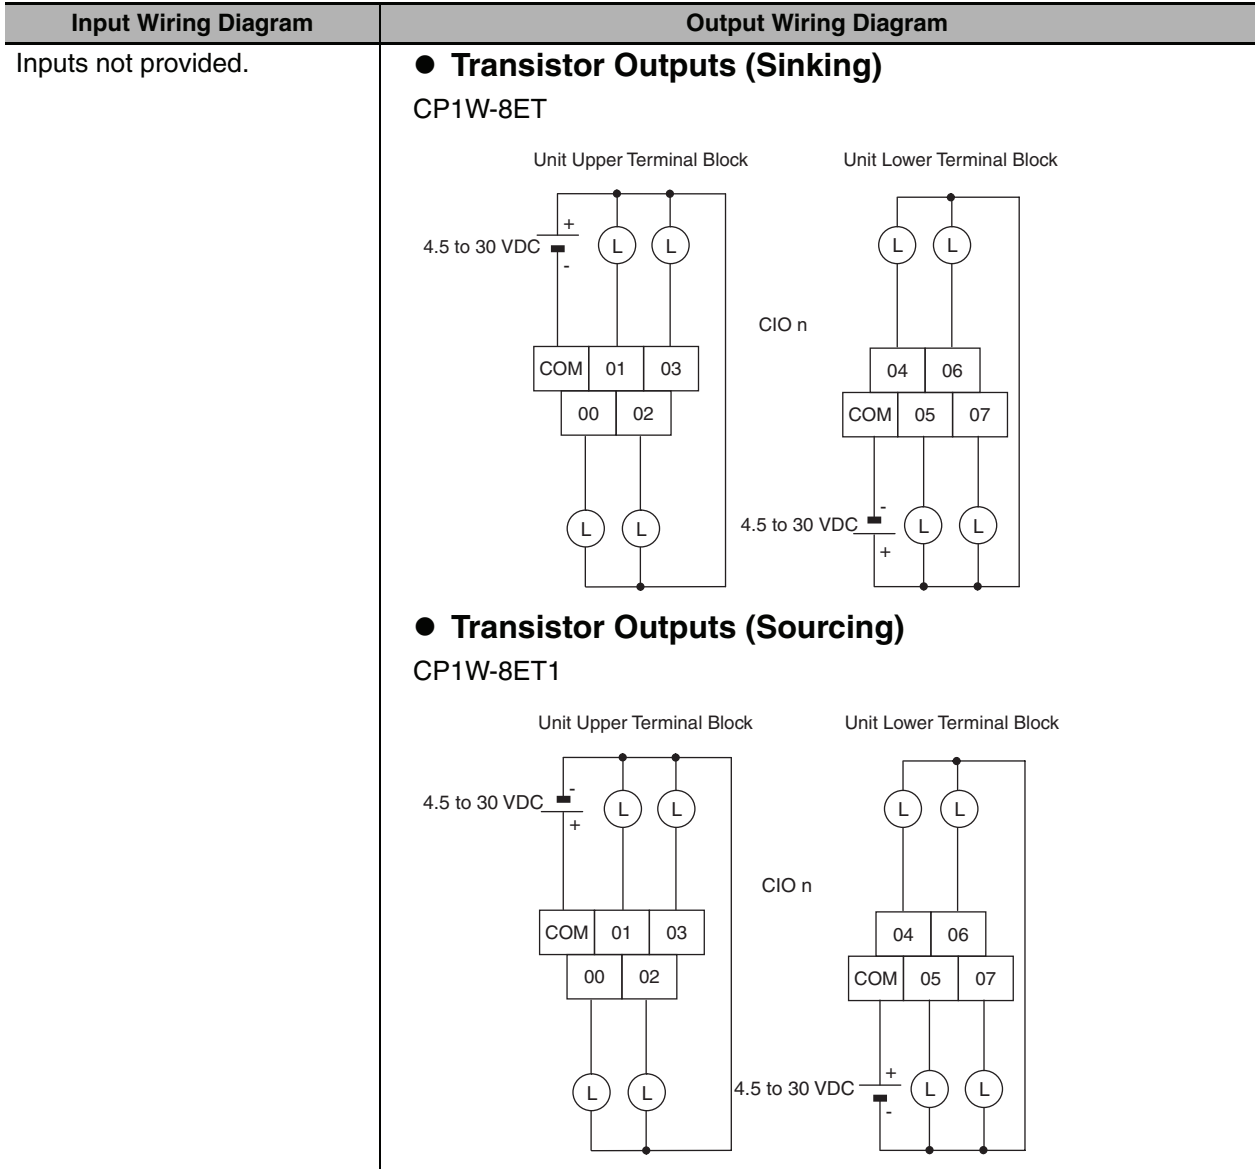 Input Wiring Diagram
Output Wiring Diagram
Inputs not provided.
● Transistor Outputs (Sinking)
CP1W-8ET
Unit Upper Terminal Block
Unit Lower Terminal Block
+
4.5 to 30 VDC
-
L
L
L
L
CIO n
COM
01
03
04
06
00
02
COM
05
07
L
L
4.5 to 30 VDC
-
+
L
L
● Transistor Outputs (Sourcing)
CP1W-8ET1
Unit Upper Terminal Block
Unit Lower Terminal Block
4.5 to 30 VDC
-
+
L
L
L
L
CIO n
COM
01
03
04
06
00
02
COM
05
07
L
L
4.5 to 30 VDC
+
-
L
L